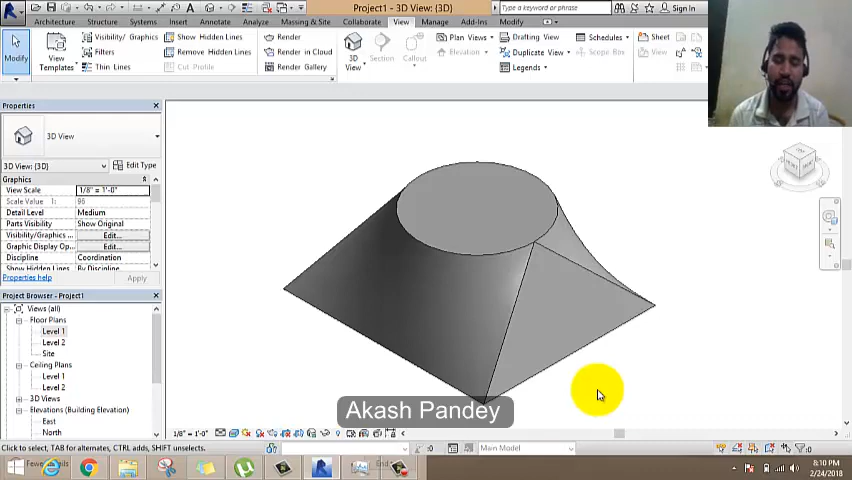 Project1 - 3D View: {3D}
Type a keyword or phrase
Sign In
Architecture Structure Systems Insert Annotate Analyze Massing & Site Collaborate View Manage Add-Ins Modify
Modify
View Templates
Visibility/ Graphics
Filters
Thin Lines
Show Hidden Lines
Remove Hidden Lines
Cut Profile
Render
Render in Cloud
Render Gallery
3D View
Section
Callout
Plan Views
Elevation
Drafting View
Duplicate View
Legends
Schedules
Scope Box
Sheet
View
Properties
3D View
3D View: {3D}
Edit Type
Graphics
View Scale 1/8" = 1'-0"
Scale Value 1: 96
Detail Level Medium
Parts Visibility Show Original
Visibility/Graphics ... Edit...
Graphic Display Op... Edit...
Discipline Coordination
Show Hidden Lines By Discipline
Properties help
Apply
Project Browser - Project1
Views (all)
Floor Plans
Level 1
Level 2
Site
Ceiling Plans
Level 1
Level 2
3D Views
Elevations (Building Elevation)
East
North
Akash Pandey
1/8" = 1'-0"
Click to select, TAB for alternates, CTRL adds, SHIFT unselects.
:0
Main Model
:0
8:10 PM
2/24/2018